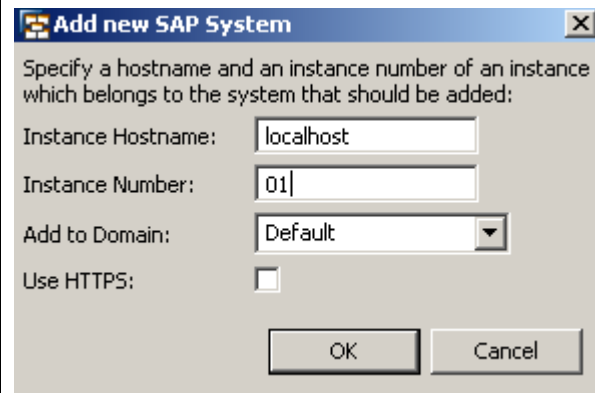 Add new SAP System
Specify a hostname and an instance number of an instance
which belongs to the system that should be added:
Instance Hostname: localhost
Instance Number: 01
Add to Domain: Default
Use HTTPS:
OK Cancel